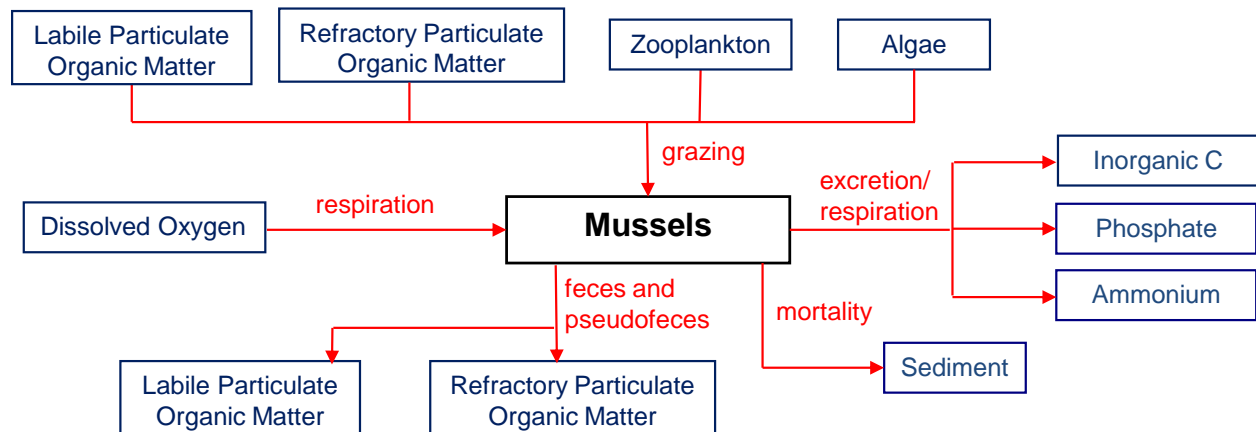 Labile Particulate
Organic Matter
Refractory Particulate
Organic Matter
Zooplankton
Algae
grazing
Inorganic C
excretion/
respiration
respiration
Dissolved Oxygen
Mussels
Phosphate
Ammonium
feces and
pseudofeces
mortality
Sediment
Labile Particulate
Organic Matter
Refractory Particulate
Organic Matter